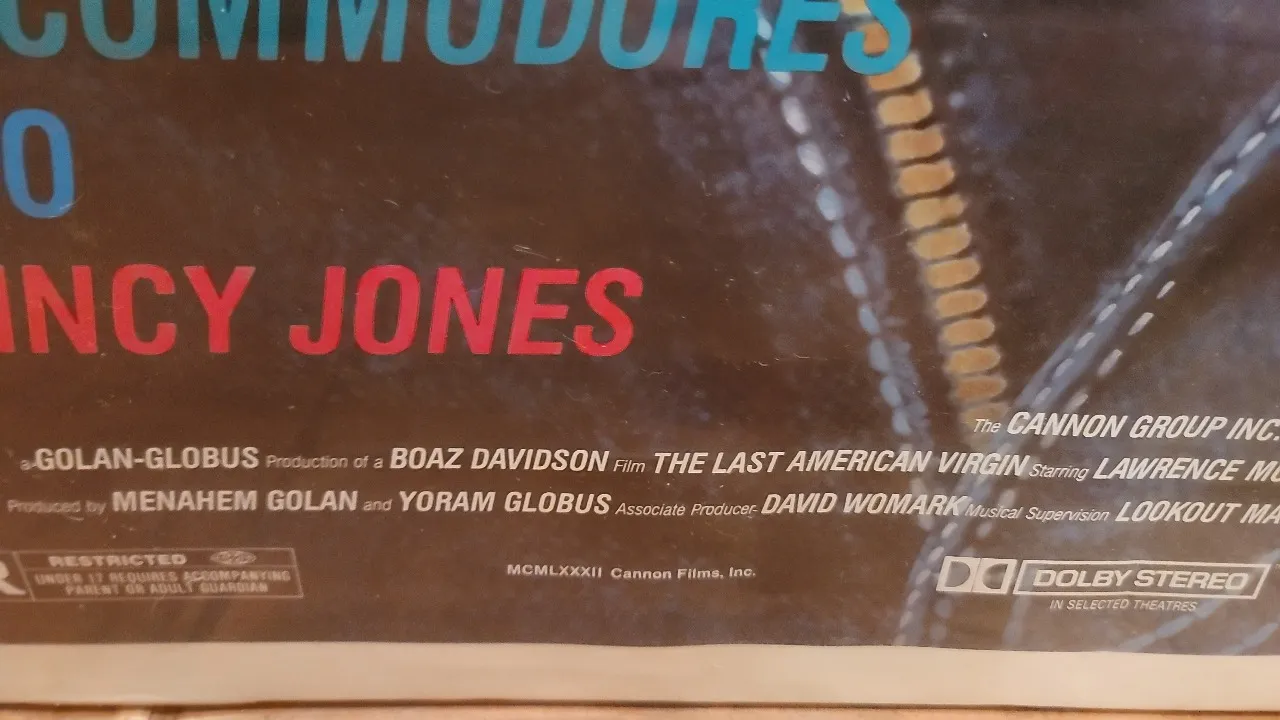 COMMODORES
O
INCY JONES
The CANNON GROUP INC.
a GOLAN-GLOBUS Production of a BOAZ DAVIDSON Film THE LAST AMERICAN VIRGIN Starring LAWRENCE MO
Produced by MENAHEM GOLAN and YORAM GLOBUS Associate Producer DAVID WOMARK Musical Supervision LOOKOUT MA
R RESTRICTED
UNDER 17 REQUIRES ACCOMPANYING
PARENT OR ADULT GUARDIAN
MCMLXXXII Cannon Films, Inc.
DOLBY STEREO
IN SELECTED THEATRES